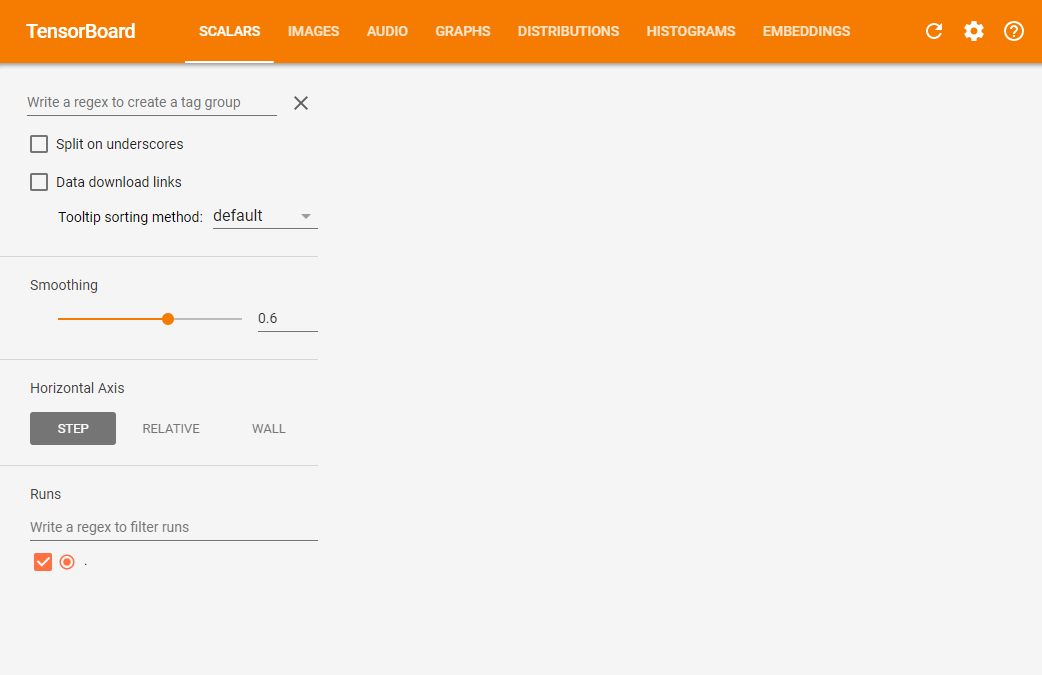 TensorBoard SCALARS IMAGES AUDIO GRAPHS DISTRIBUTIONS HISTOGRAMS EMBEDDINGS
Write a regex to create a tag group
Split on underscores
Data download links
Tooltip sorting method: default
Smoothing
0.6
Horizontal Axis
STEP RELATIVE WALL
Runs
Write a regex to filter runs
.